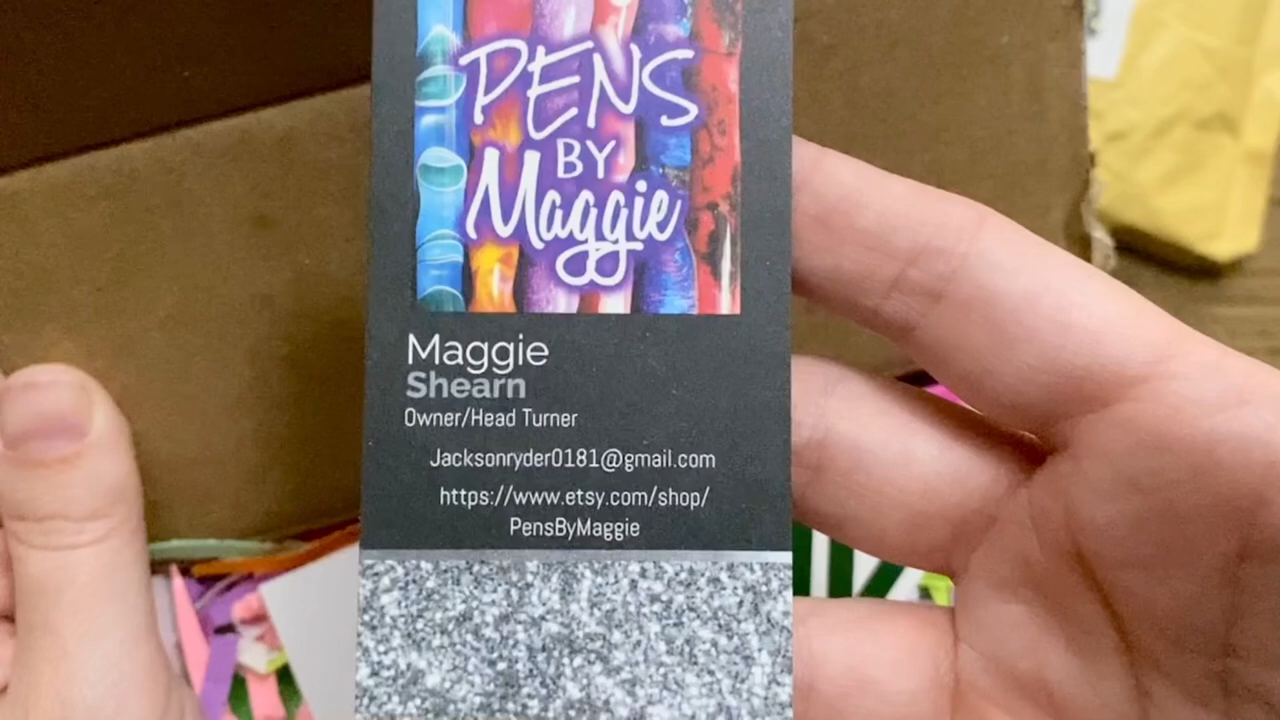 PENS
BY
Maggie
Maggie
Shearn
Owner/Head Turner
Jacksonryder0181@gmail.com
https://www.etsy.com/shop/
PensByMaggie